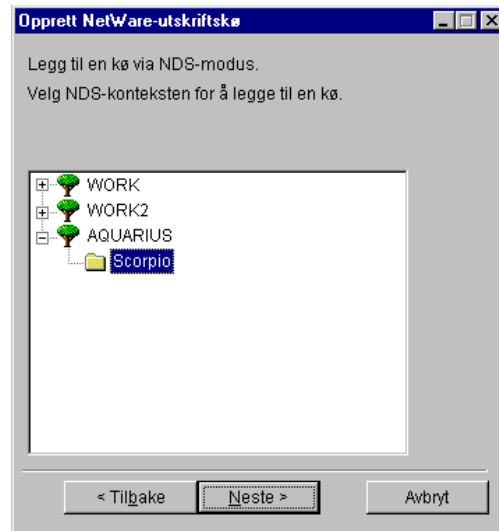 Opprett NetWare-utskriftskø
Legg til en kø via NDS-modus.
Velg NDS-konteksten for å legge til en kø.
WORK
WORK2
AQUARIUS
Scorpio
< Tilbake
Neste >
Avbryt